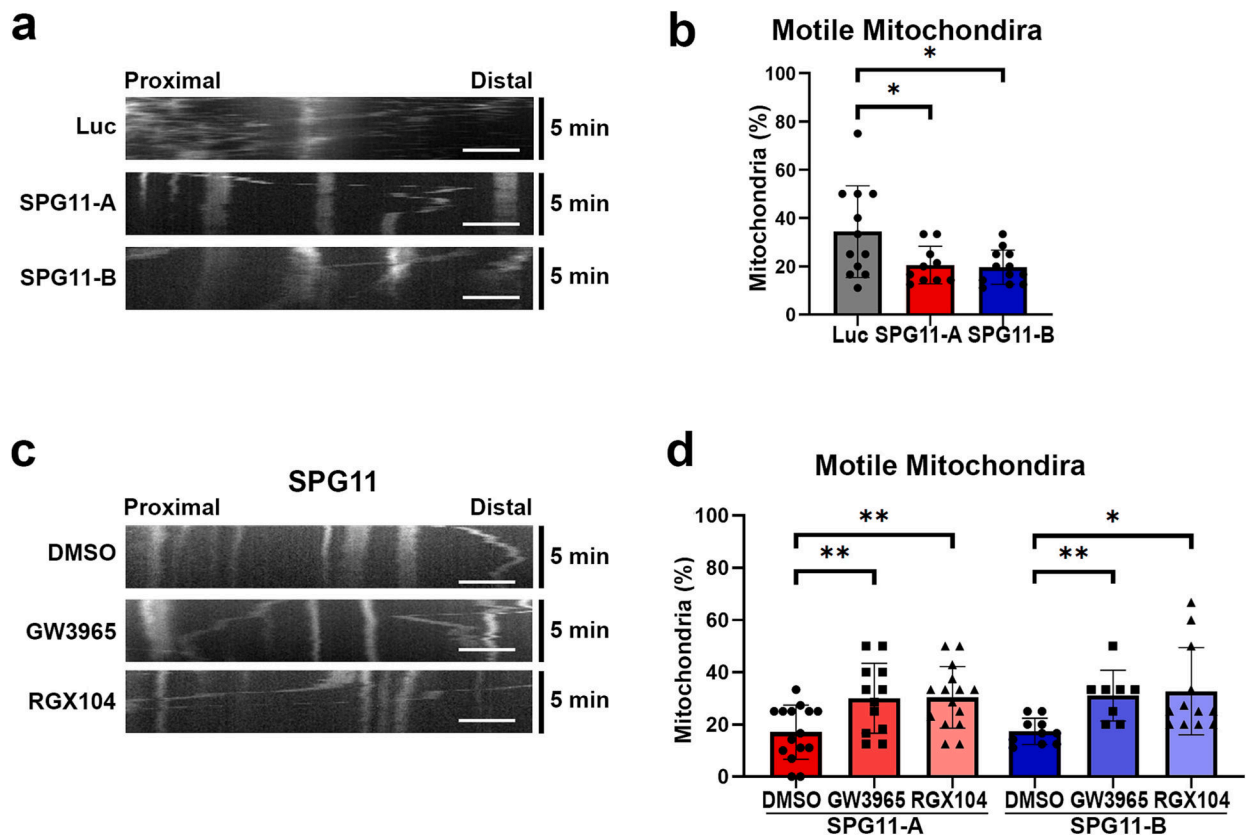 a
Proximal Distal
Luc 5 min
SPG11-A 5 min
SPG11-B 5 min
b
Motile Mitochondira
Mitochondria (%)
100
80
60
40
20
0
* 
*
Luc SPG11-A SPG11-B
c
SPG11
Proximal Distal
DMSO 5 min
GW3965 5 min
RGX104 5 min
d
Motile Mitochondira
Mitochondria (%)
100
80
60
40
20
0
** *
** **
DMSO GW3965 RGX104 DMSO GW3965 RGX104
SPG11-A SPG11-B